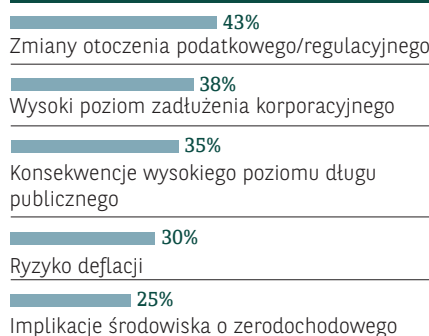 43%
Zmiany otoczenia podatkowego/regulacyjnego
38%
Wysoki poziom zadłużenia korporacyjnego
35%
Konsekwencje wysokiego poziomu długu
publicznego
30%
Ryzyko deflacji
25%
Implikacje środowiska o zerodochodowego